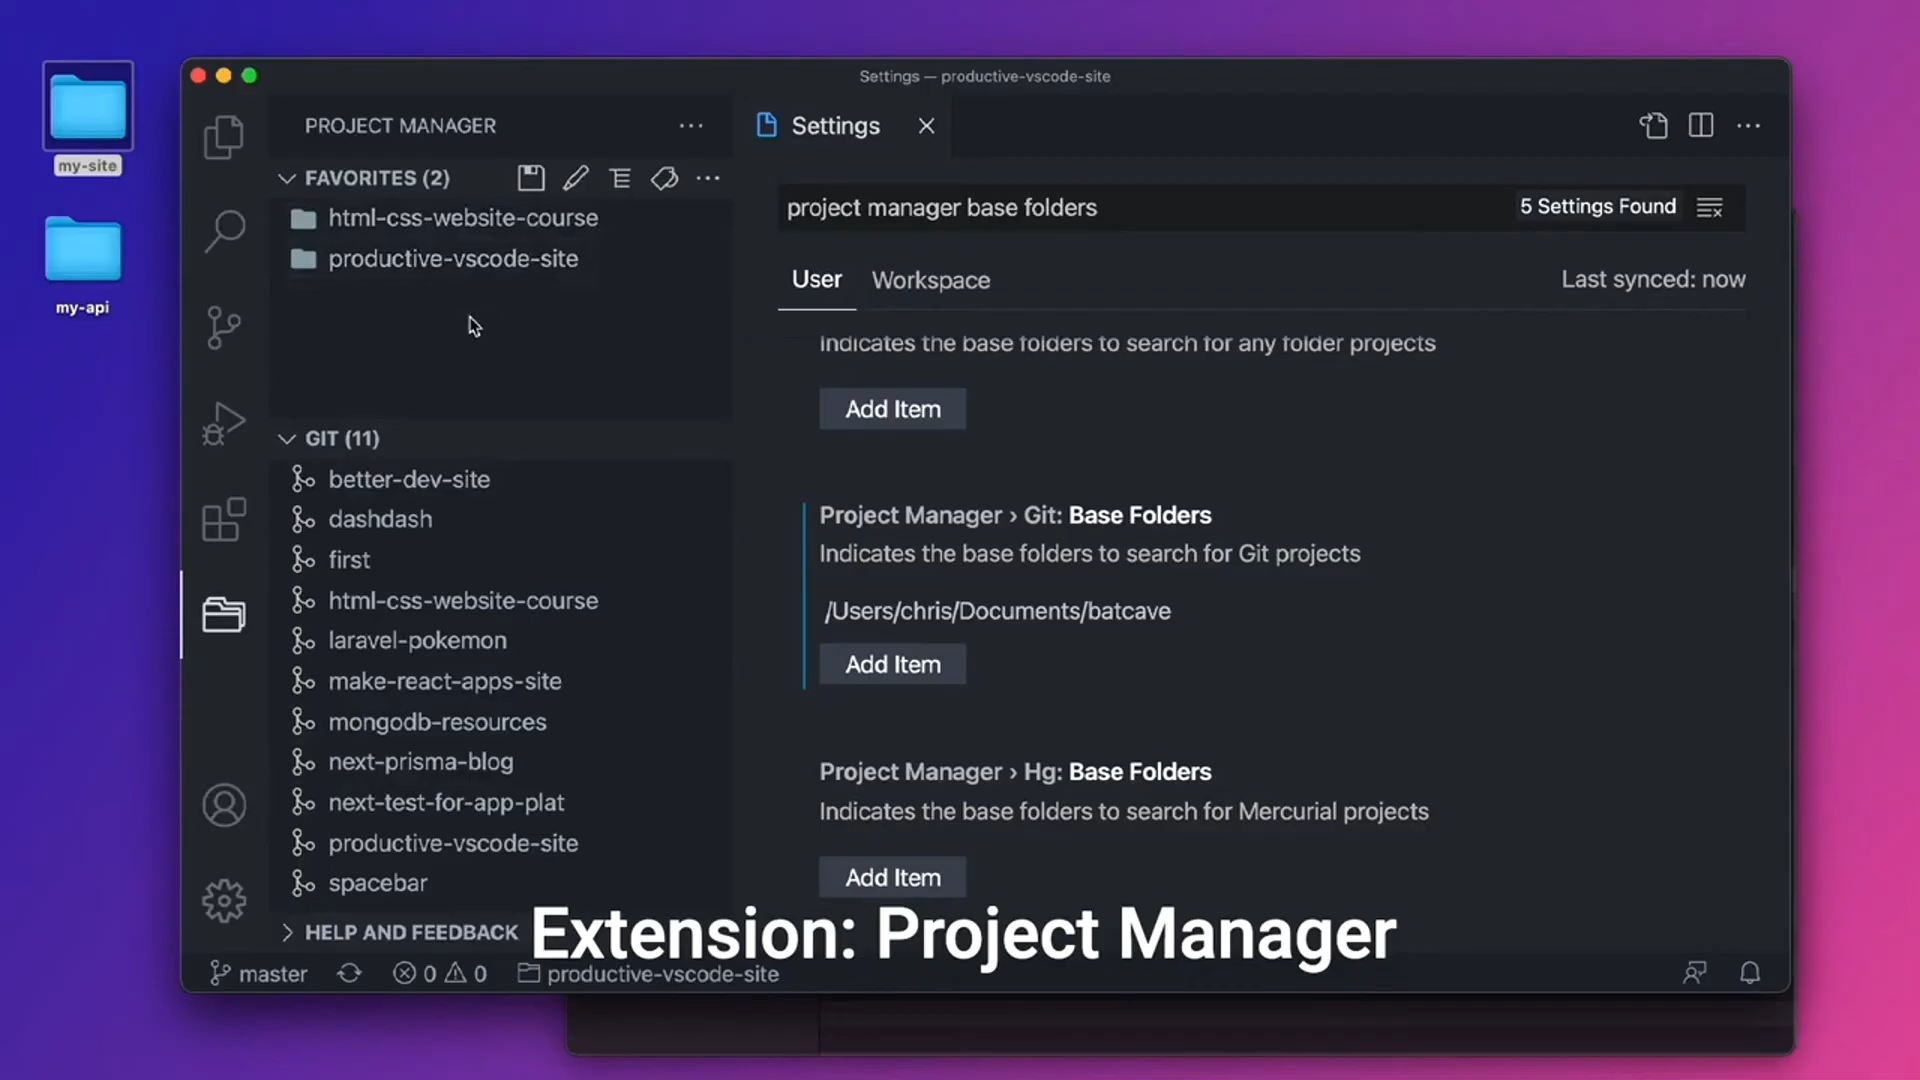 my-site
my-api
Settings — productive-vscode-site
PROJECT MANAGER
FAVORITES (2)
html-css-website-course
productive-vscode-site
GIT (11)
better-dev-site
dashdash
first
html-css-website-course
laravel-pokemon
make-react-apps-site
mongodb-resources
next-prisma-blog
next-test-for-app-plat
productive-vscode-site
spacebar
HELP AND FEEDBACK
Settings
project manager base folders
5 Settings Found
User
Workspace
Last synced: now
Indicates the base folders to search for any folder projects
Add Item
Project Manager › Git: Base Folders
Indicates the base folders to search for Git projects
/Users/chris/Documents/batcave
Add Item
Project Manager › Hg: Base Folders
Indicates the base folders to search for Mercurial projects
Add Item
Extension: Project Manager
master
0
0
productive-vscode-site